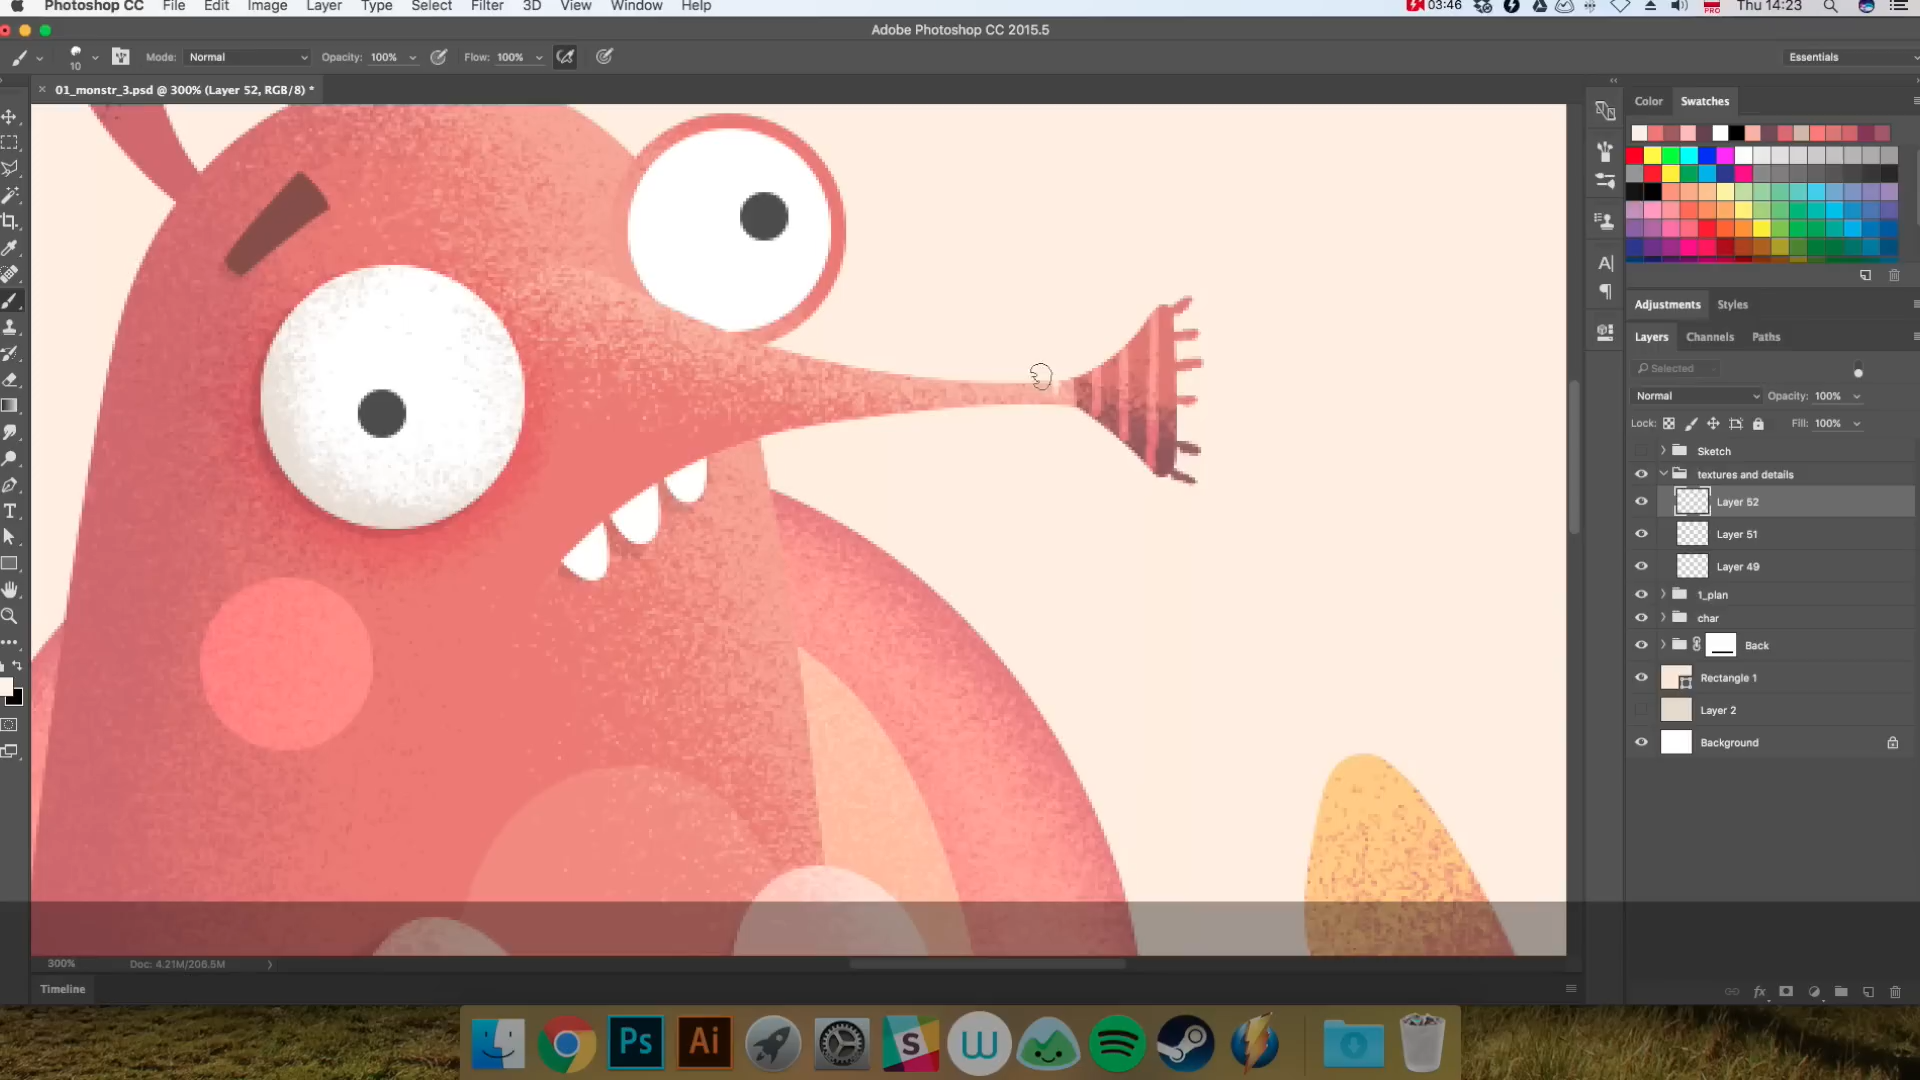 Photoshop CC File Edit Image Layer Type Select Filter 3D View Window Help 03:46 PRO Thu 14:23
Adobe Photoshop CC 2015.5
10 Mode: Normal Opacity: 100% Flow: 100% Essentials
× 01_monstr_3.psd @ 300% (Layer 52, RGB/8) *
Color Swatches
Adjustments Styles
Layers Channels Paths
Selected
Normal Opacity: 100%
Lock: Fill: 100%
Sketch
textures and details
Layer 52
Layer 51
Layer 49
1_plan
char
Back
Rectangle 1
Layer 2
Background
300% Doc: 4.21M/206.5M
fx
Timeline
Ps Ai S W